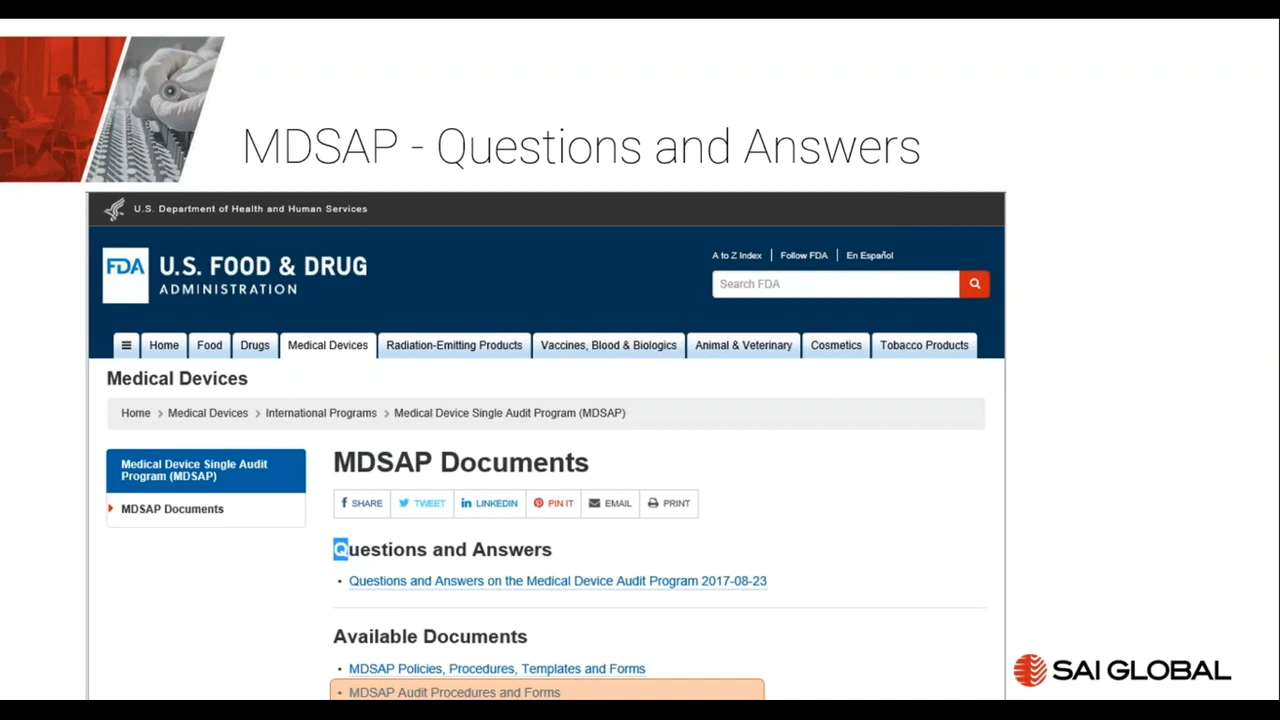 MDSAP - Questions and Answers
U.S. Department of Health and Human Services
FDA
U.S. FOOD & DRUG
ADMINISTRATION
A to Z Index
Follow FDA
En Español
Search FDA
Home
Food
Drugs
Medical Devices
Radiation-Emitting Products
Vaccines, Blood & Biologics
Animal & Veterinary
Cosmetics
Tobacco Products
Medical Devices
Home > Medical Devices > International Programs > Medical Device Single Audit Program (MDSAP)
Medical Device Single Audit
Program (MDSAP)
MDSAP Documents
MDSAP Documents
SHARE
TWEET
LINKEDIN
PIN IT
EMAIL
PRINT
Questions and Answers
• Questions and Answers on the Medical Device Audit Program 2017-08-23
Available Documents
• MDSAP Policies, Procedures, Templates and Forms
• MDSAP Audit Procedures and Forms
SAI GLOBAL